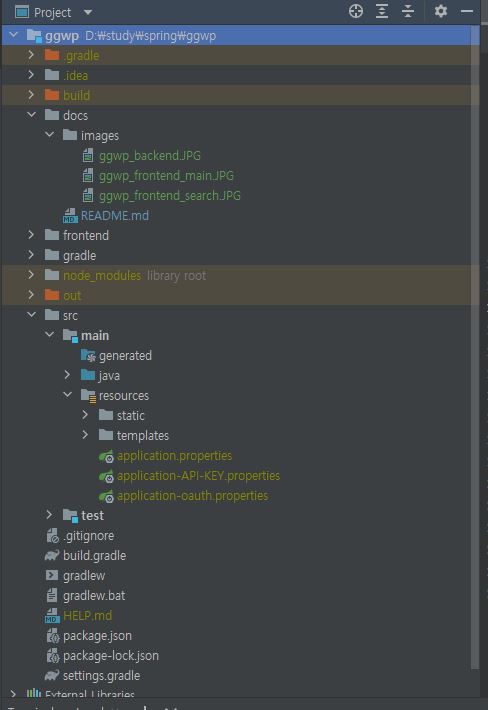 Project
ggwp D:₩study₩spring₩ggwp
.gradle
.idea
build
docs
images
ggwp_backend.JPG
ggwp_frontend_main.JPG
ggwp_frontend_search.JPG
README.md
frontend
gradle
node_modules library root
out
src
main
generated
java
resources
static
templates
application.properties
application-API-KEY.properties
application-oauth.properties
test
.gitignore
build.gradle
gradlew
gradlew.bat
HELP.md
package.json
package-lock.json
settings.gradle
External Libraries